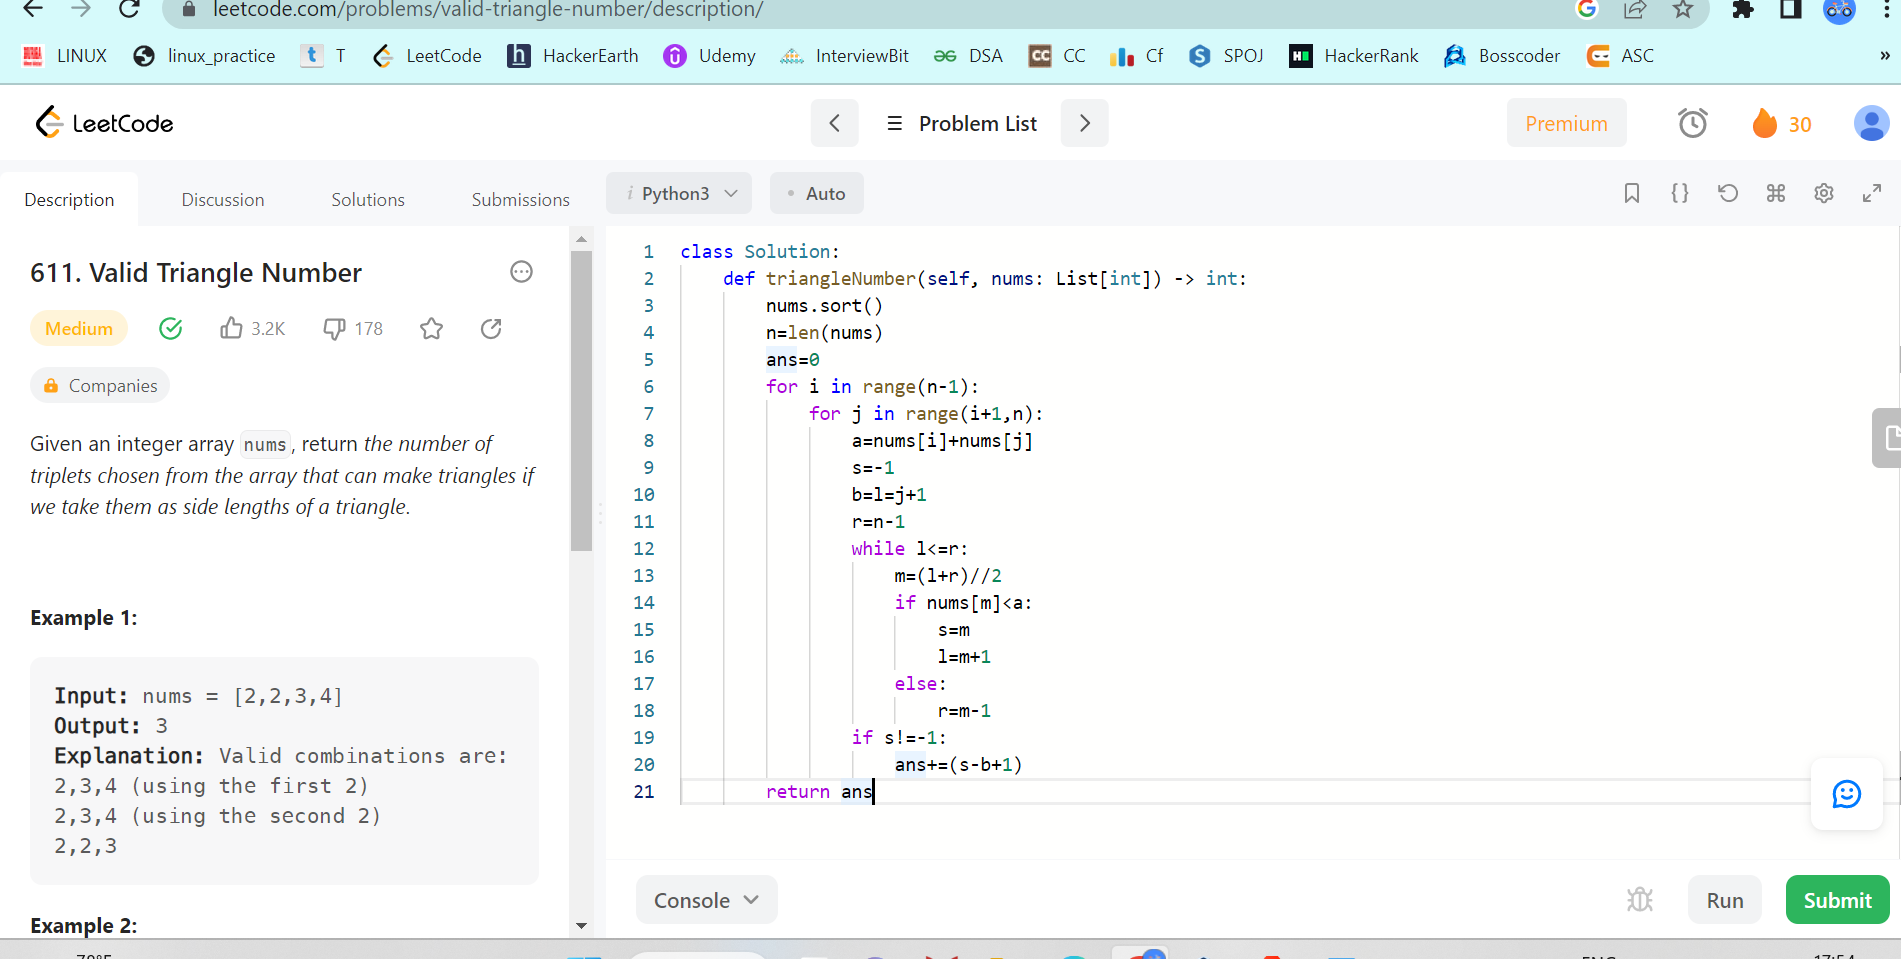 leetcode.com/problems/valid-triangle-number/description/
LINUX linux_practice t T LeetCode h HackerEarth Udemy InterviewBit DSA CC CC Cf S SPOJ H HackerRank Bosscoder ASC »
LeetCode Problem List Premium 30
Description Discussion Solutions Submissions i Python3 Auto
611. Valid Triangle Number
Medium 3.2K 178
Companies
Given an integer array nums, return the number of
triplets chosen from the array that can make triangles if
we take them as side lengths of a triangle.
Example 1:
Input: nums = [2,2,3,4]
Output: 3
Explanation: Valid combinations are:
2,3,4 (using the first 2)
2,3,4 (using the second 2)
2,2,3
Example 2:
1 class Solution:
2 def triangleNumber(self, nums: List[int]) -> int:
3 nums.sort()
4 n=len(nums)
5 ans=0
6 for i in range(n-1):
7 for j in range(i+1,n):
8 a=nums[i]+nums[j]
9 s=-1
10 b=l=j+1
11 r=n-1
12 while l<=r:
13 m=(l+r)//2
14 if nums[m]<a:
15 s=m
16 l=m+1
17 else:
18 r=m-1
19 if s!=-1:
20 ans+=(s-b+1)
21 return ans
Console Run Submit